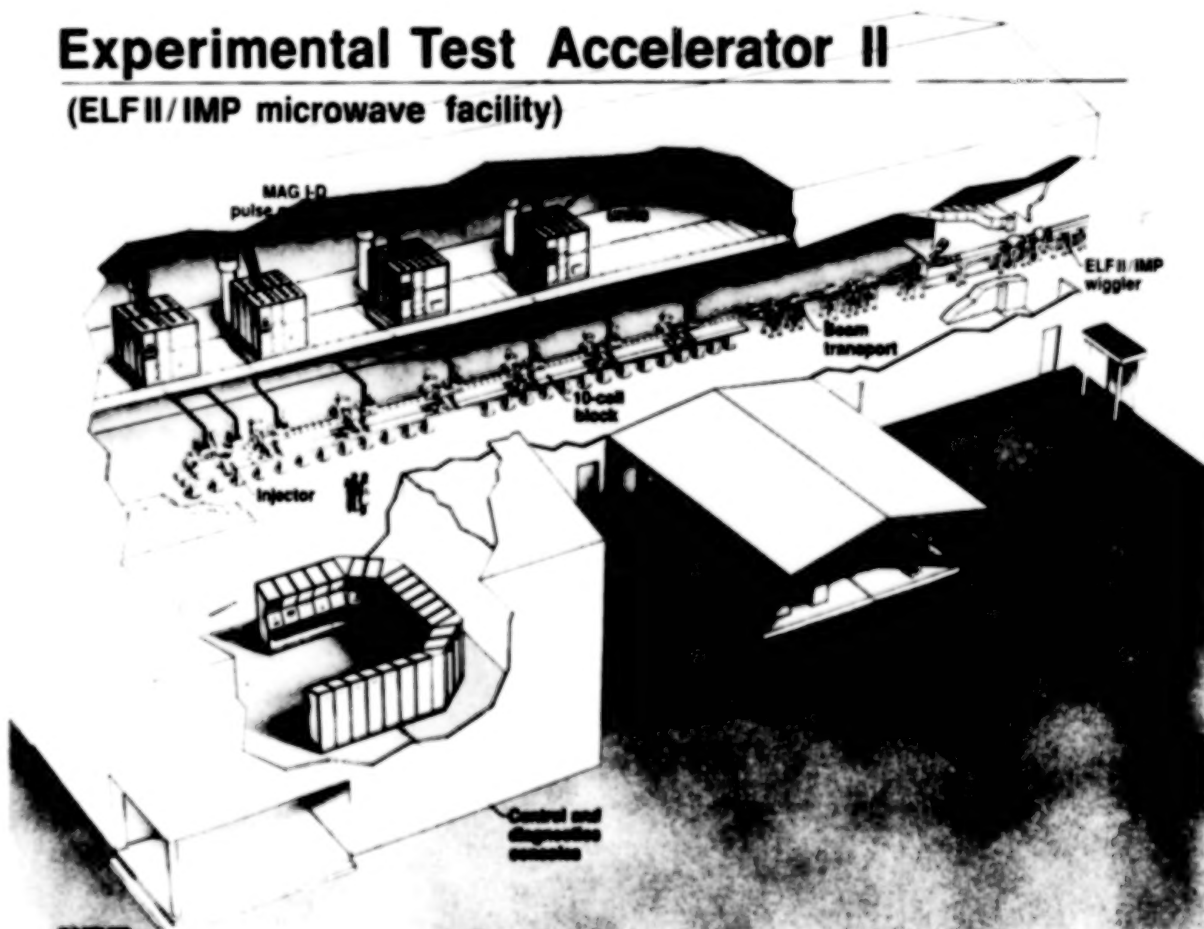 Experimental Test Accelerator II
(ELF II/IMP microwave facility)
MAG I-D
pulse
ELF II/IMP
wiggler
Beam
transport
10-cell
block
Injector
Control and
diagnostics
consoles